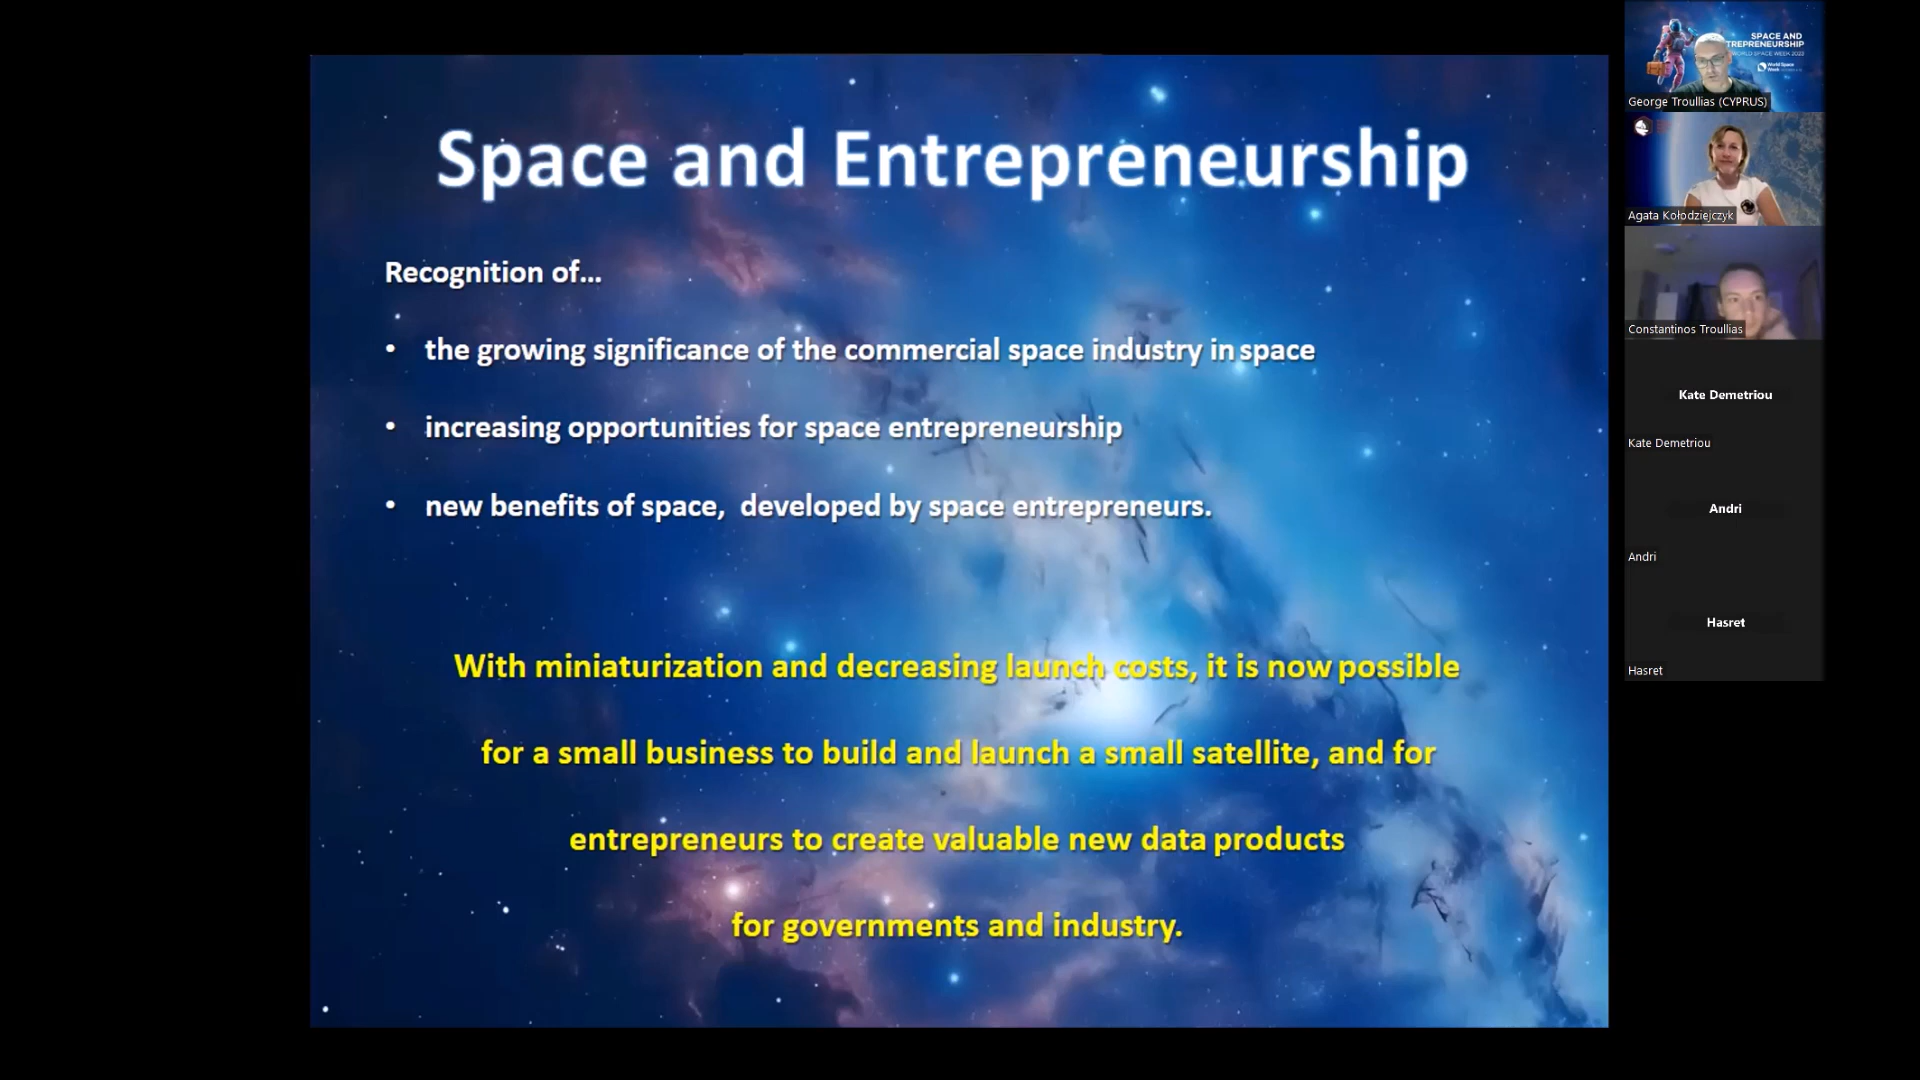 Space and Entrepreneurship
Recognition of...
• the growing significance of the commercial space industry in space
• increasing opportunities for space entrepreneurship
• new benefits of space, developed by space entrepreneurs.
With miniaturization and decreasing launch costs, it is now possible
for a small business to build and launch a small satellite, and for
entrepreneurs to create valuable new data products
for governments and industry.
SPACE AND
TREPRENEURSHIP
WORLD SPACE WEEK 2022
World Space
Week
George Troullias (CYPRUS)
Agata Kołodziejczyk
Constantinos Troullias
Kate Demetriou
Kate Demetriou
Andri
Andri
Hasret
Hasret